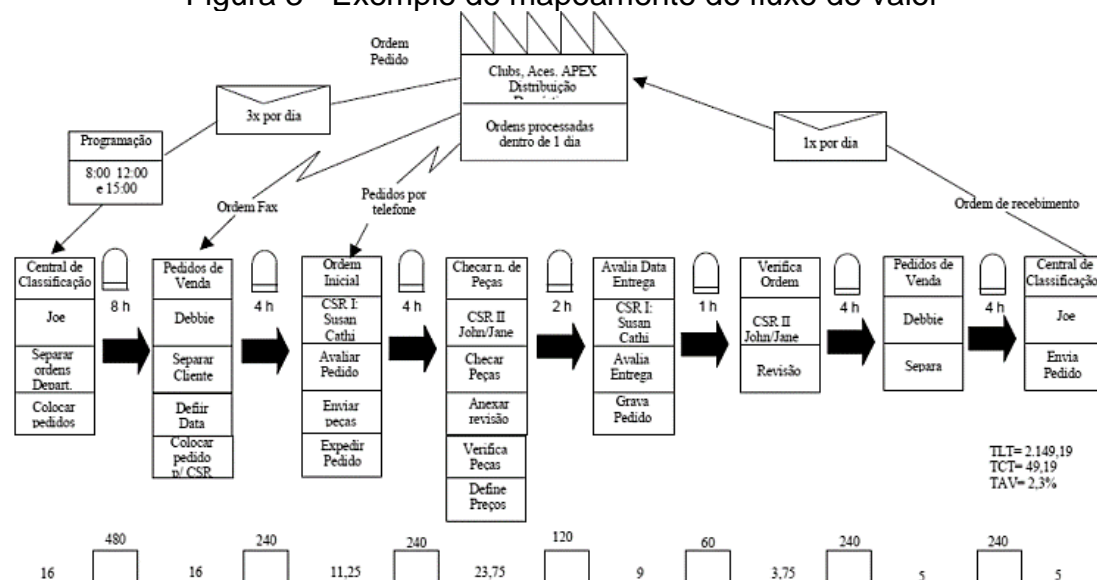 Figura 8 - Exemplo de mapeamento do fluxo de valor
Ordem
Pedido
Clubs, Aces. APEX
Distribuição
3x por dia
Ordens processadas
dentro de 1 dia
1x por dia
Programação
8:00 12:00
e 15:00
Ordem Fax
Pedidos por
telefone
Ordem de recebimento
Central de
Classificação
Joe
Separar
ordens
Depart.
Colocar
pedidos
8 h
Pedidos de
Venda
Debbie
Separar
Cliente
Defiir
Data
Colocar
pedido
p/ CSR
4 h
Ordem
Inicial
CSR I:
Susan
Cathi
Avaliar
Pedido
Enviar
peças
Expedir
Pedido
4 h
Checar n. de
Peças
CSR II
John/Jane
Checar
Peças
Anexar
revisão
Verifica
Peças
Define
Preços
2 h
Avalia Data
Entrega
CSR I:
Susan
Cathi
Avalia
Entrega
Grava
Pedido
1 h
Verifica
Ordem
CSR II
John/Jane
Revisão
4 h
Pedidos de
Venda
Debbie
Separa
4 h
Central de
Classificação
Joe
Envia
Pedido
TLT= 2.149,19
TCT= 49,19
TAV= 2,3%
480
240
240
120
60
240
240
16
16
11,25
23,75
9
3,75
5
5